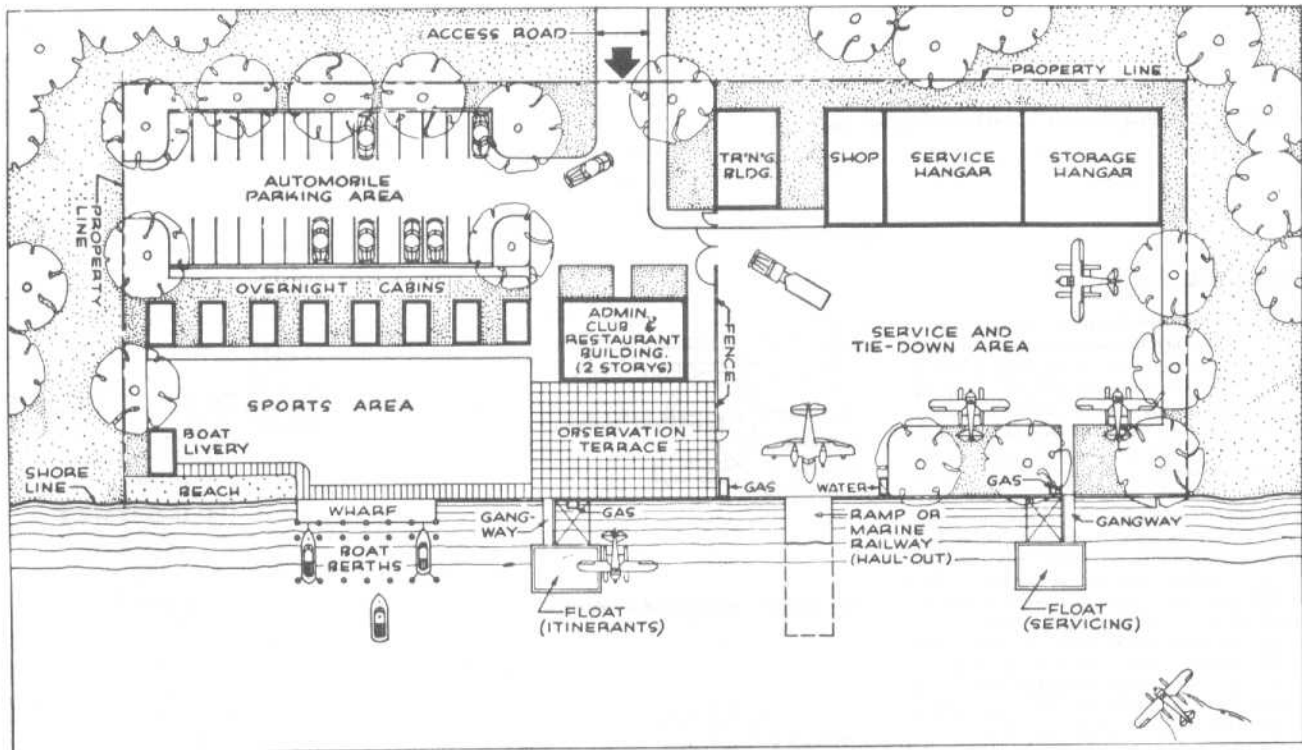 ACCESS ROAD
PROPERTY LINE
AUTOMOBILE
PARKING AREA
TR'N'G.
BLDG.
SHOP
SERVICE
HANGAR
STORAGE
HANGAR
PROPERTY
LINE
OVERNIGHT CABINS
ADMIN.,
CLUB &
RESTAURANT
BUILDING.
(2 STORYS)
FENCE
SERVICE AND
TIE-DOWN AREA
SPORTS AREA
BOAT
LIVERY
OBSERVATION
TERRACE
SHORE
LINE
BEACH
GAS
WATER
GAS
WHARF
GANG-
WAY
GAS
RAMP OR
MARINE
RAILWAY
(HAUL-OUT)
GANGWAY
BOAT
BERTHS
FLOAT
(ITINERANTS)
FLOAT
(SERVICING)